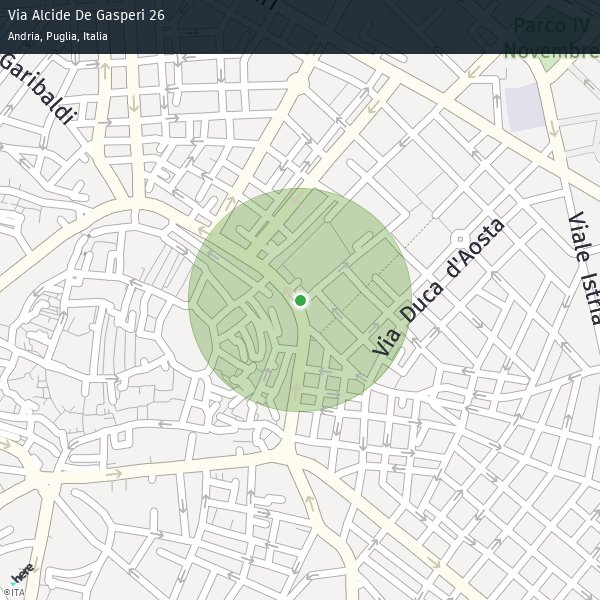 Via Alcide De Gasperi 26
Andria, Puglia, Italia
Parco IV
Novembre
Garibaldi
Viale Istria
Via Duca d'Aosta
here
©ITA